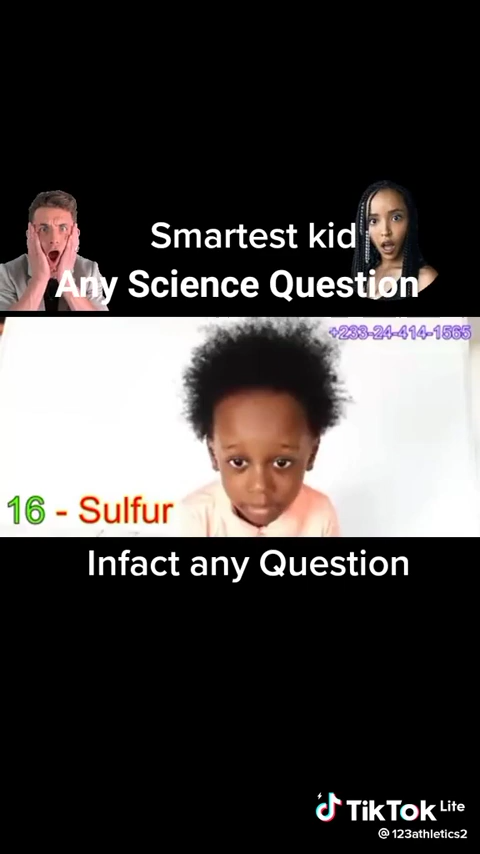 Smartest kid
Any Science Question
+233-24-414-1565
16 - Sulfur
Infact any Question
TikTok Lite
@123athletics2